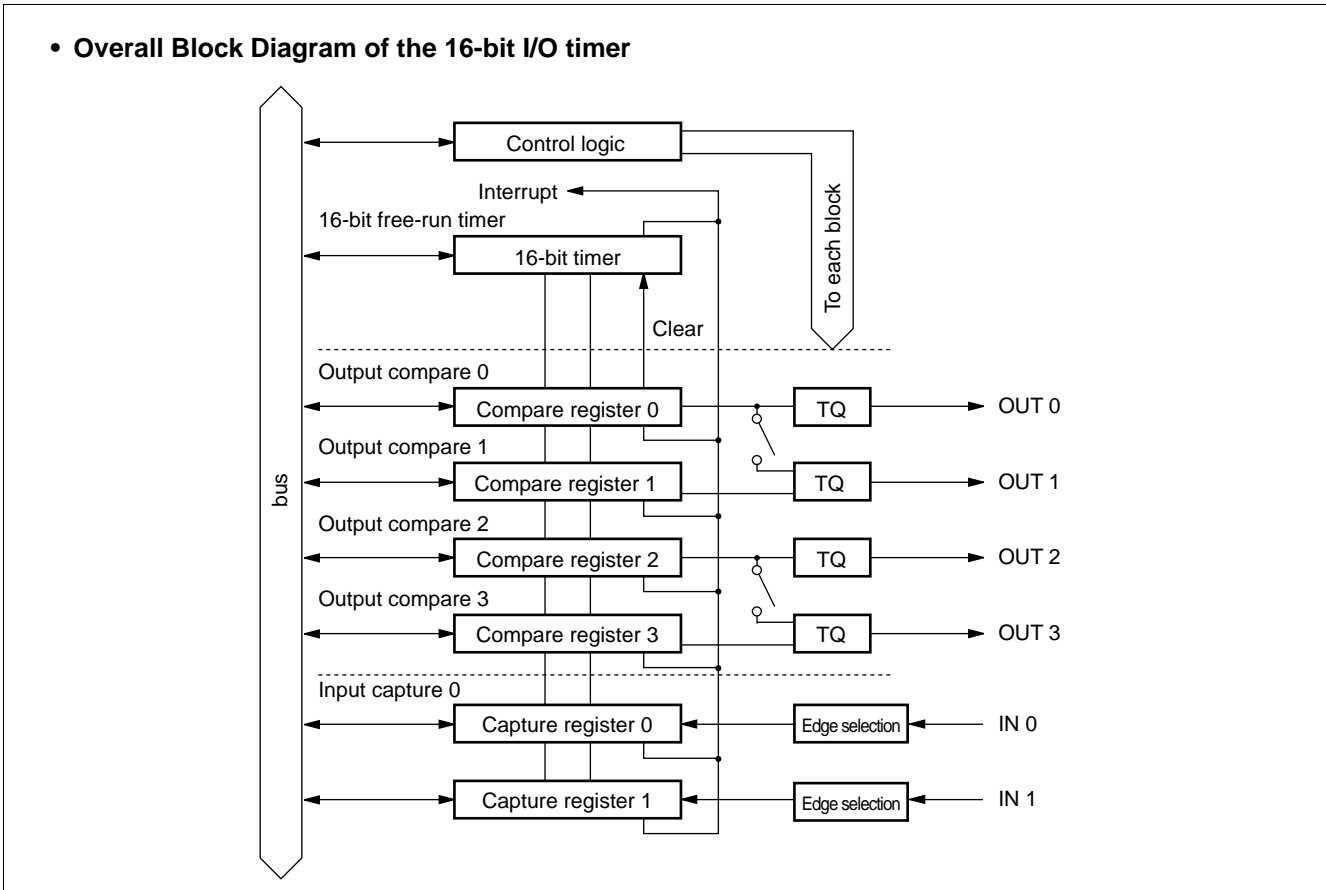 • Overall Block Diagram of the 16-bit I/O timer
Control logic
Interrupt
To each block
16-bit free-run timer
16-bit timer
Clear
bus
Output compare 0
Compare register 0
TQ
OUT 0
Output compare 1
Compare register 1
TQ
OUT 1
Output compare 2
Compare register 2
TQ
OUT 2
Output compare 3
Compare register 3
TQ
OUT 3
Input capture 0
Capture register 0
Edge selection
IN 0
Capture register 1
Edge selection
IN 1